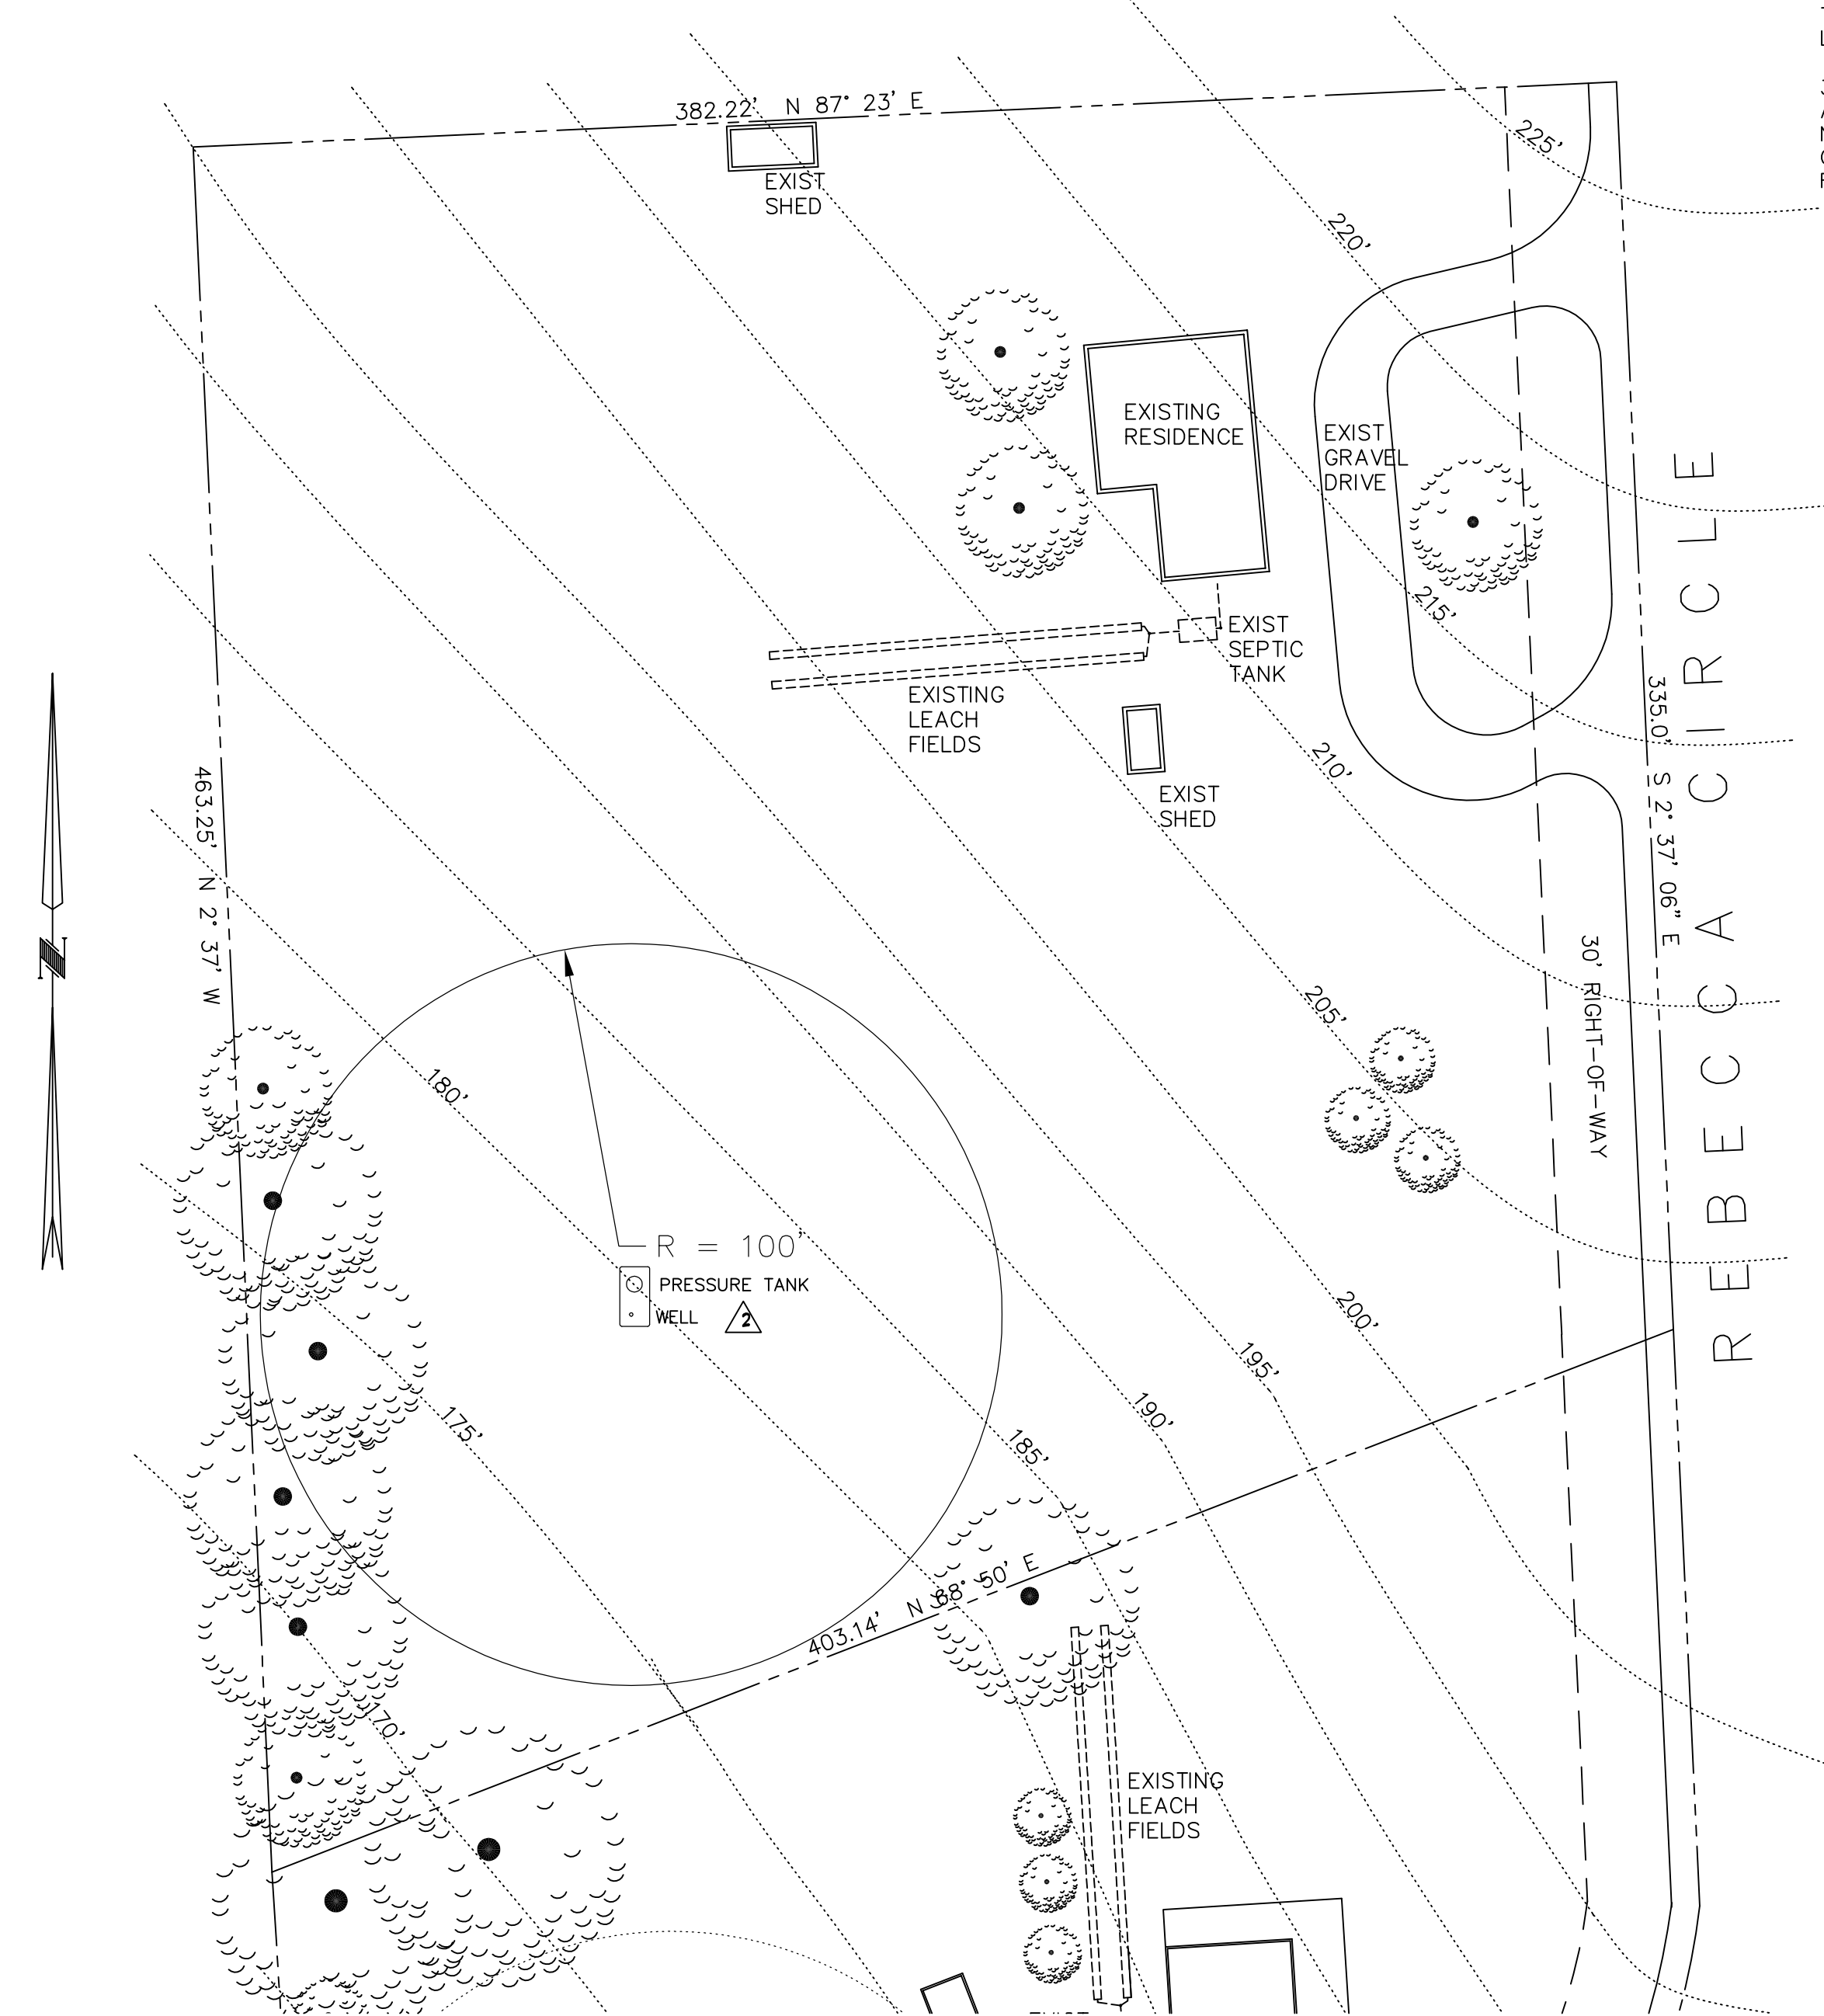 382.22' N 87° 23' E
EXIST
SHED
225'
220'
EXISTING
RESIDENCE
EXIST
GRAVEL
DRIVE
215'
EXIST
SEPTIC
TANK
EXISTING
LEACH
FIELDS
335.0' S 2° 37' 06" E
REBECCA CIRCLE
210'
EXIST
SHED
463.25' N 2° 37' W
N
30' RIGHT-OF-WAY
205'
180'
R = 100'
PRESSURE TANK
WELL
2
200'
195'
190'
185'
175'
403.14' N 68° 50' E
170'
EXISTING
LEACH
FIELDS